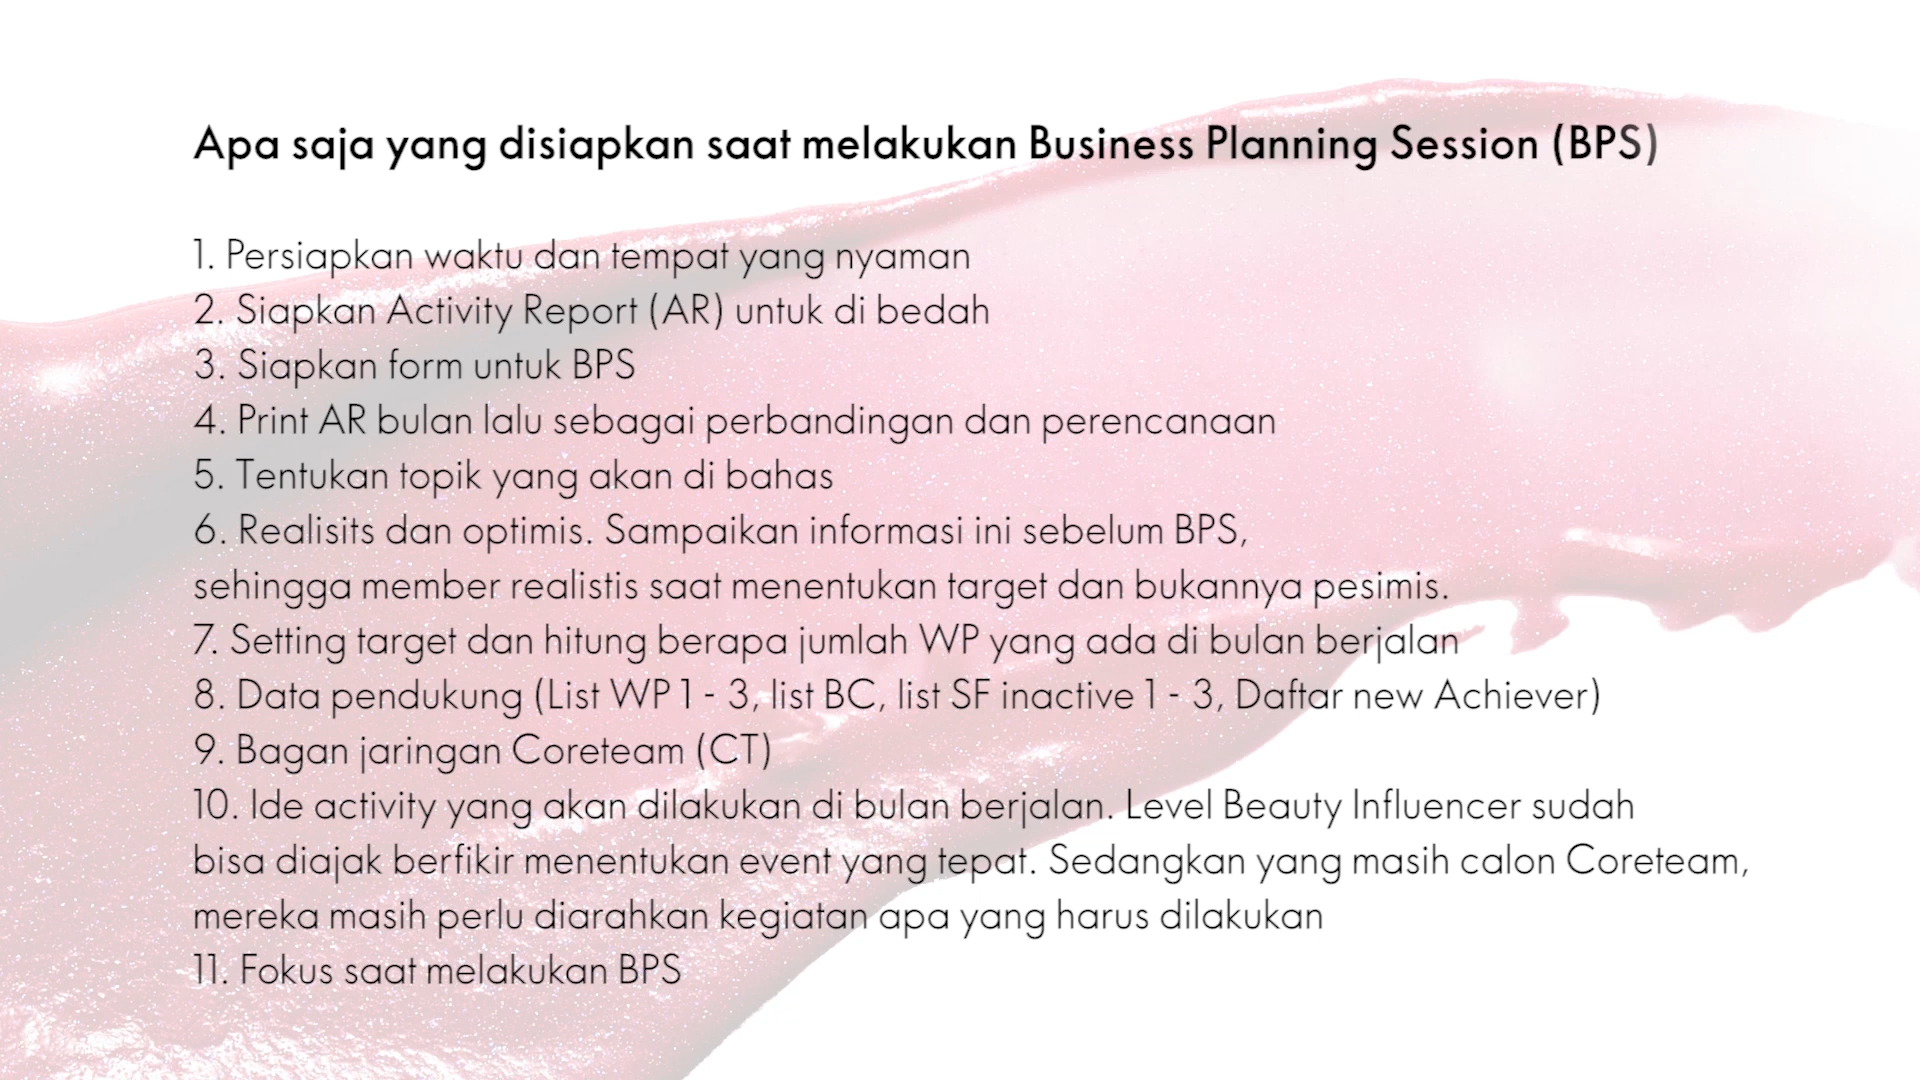 Apa saja yang disiapkan saat melakukan Business Planning Session (BPS)
1. Persiapkan waktu dan tempat yang nyaman
2. Siapkan Activity Report (AR) untuk di bedah
3. Siapkan form untuk BPS
4. Print AR bulan lalu sebagai perbandingan dan perencanaan
5. Tentukan topik yang akan di bahas
6. Realisits dan optimis. Sampaikan informasi ini sebelum BPS,
sehingga member realistis saat menentukan target dan bukannya pesimis.
7. Setting target dan hitung berapa jumlah WP yang ada di bulan berjalan
8. Data pendukung (List WP 1 - 3, list BC, list SF inactive 1 - 3, Daftar new Achiever)
9. Bagan jaringan Coreteam (CT)
10. Ide activity yang akan dilakukan di bulan berjalan. Level Beauty Influencer sudah
bisa diajak berfikir menentukan event yang tepat. Sedangkan yang masih calon Coreteam,
mereka masih perlu diarahkan kegiatan apa yang harus dilakukan
11. Fokus saat melakukan BPS